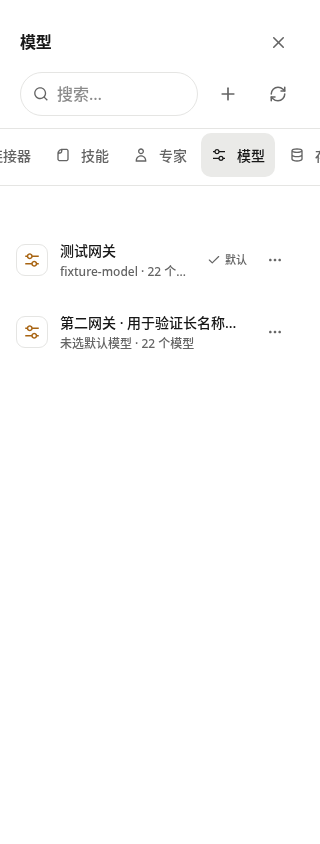 模型
搜索...
技能
专家
模型
测试网关
默认
fixture-model · 22 个...
第二网关 · 用于验证长名称...
未选默认模型 · 22 个模型